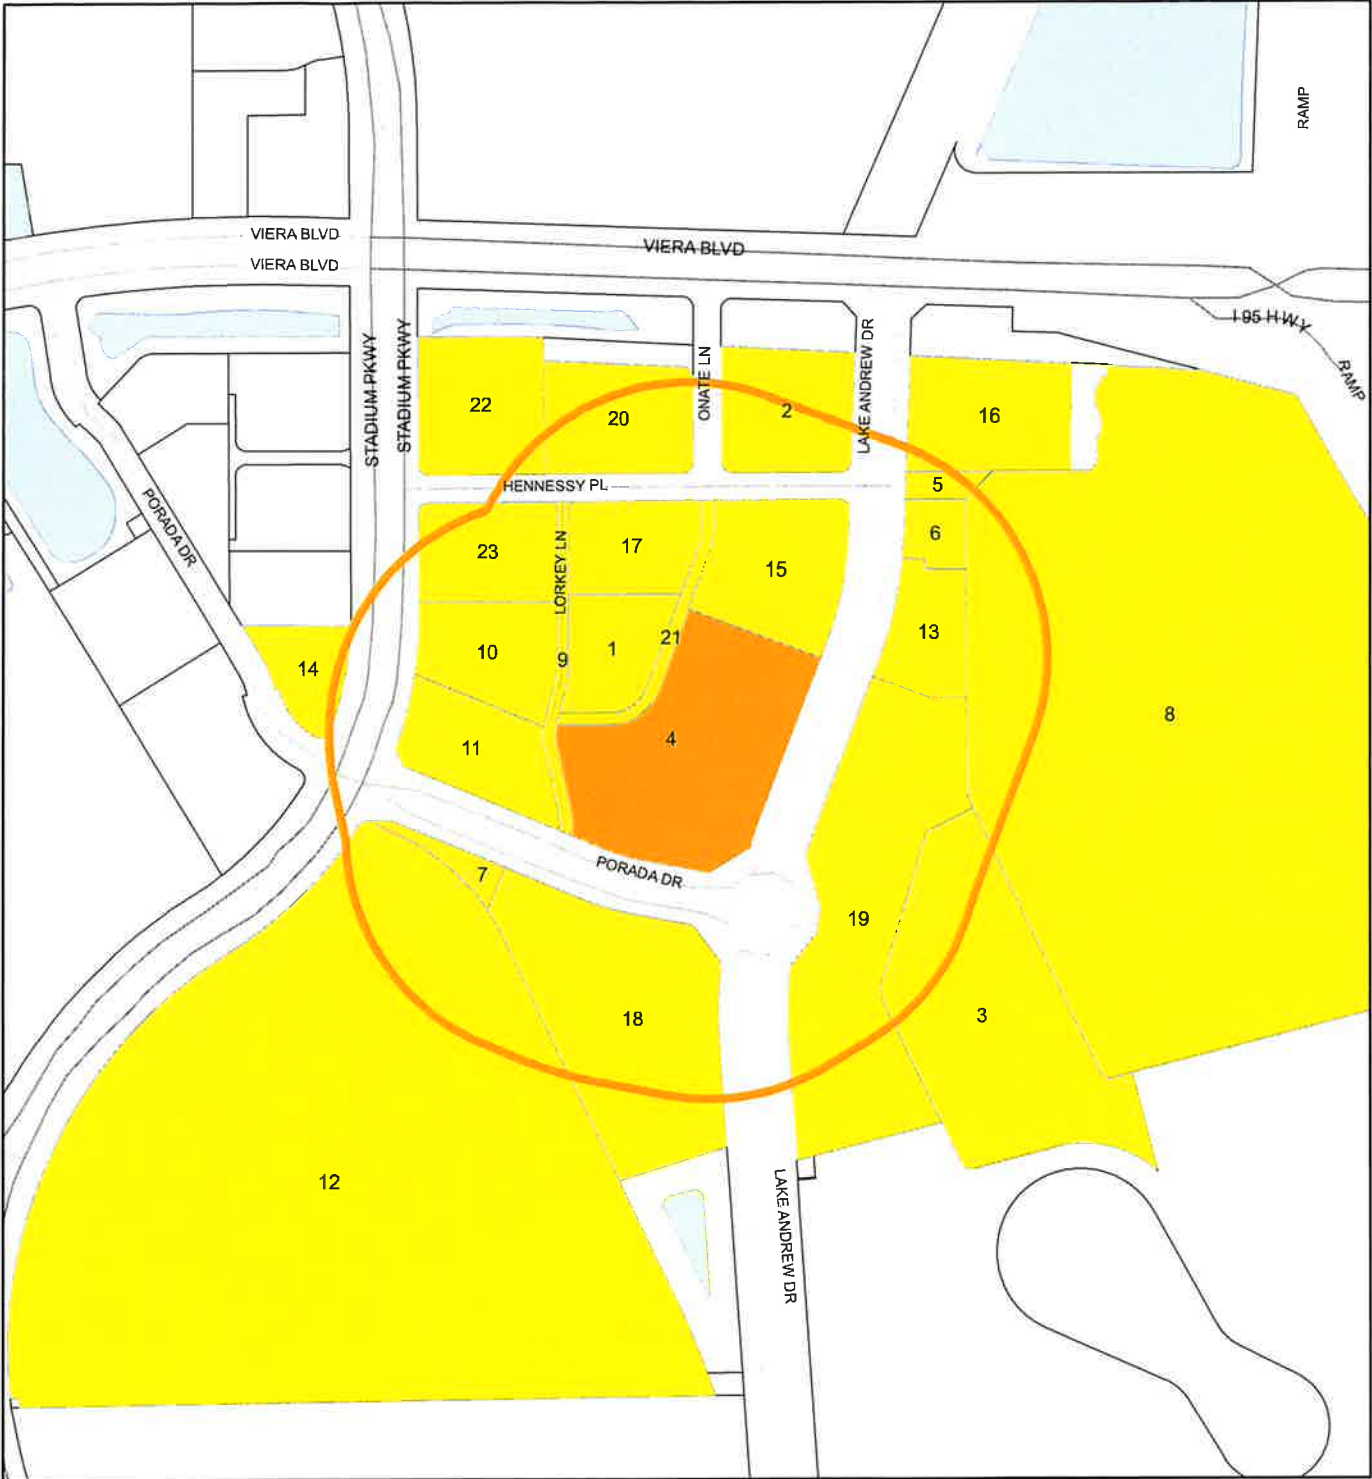 RAMP
VIERA BLVD
VIERA BLVD
VIERA BLVD
I 95 HWY
RAMP
STADIUM PKWY
STADIUM PKWY
ONATE LN
LAKE ANDREW DR
22
20
2
16
HENNESSY PL
5
PORADA DR
23
LORKEY LN
17
15
6
14
10
9
1
21
13
11
4
8
7
PORADA DR
19
18
3
12
LAKE ANDREW DR